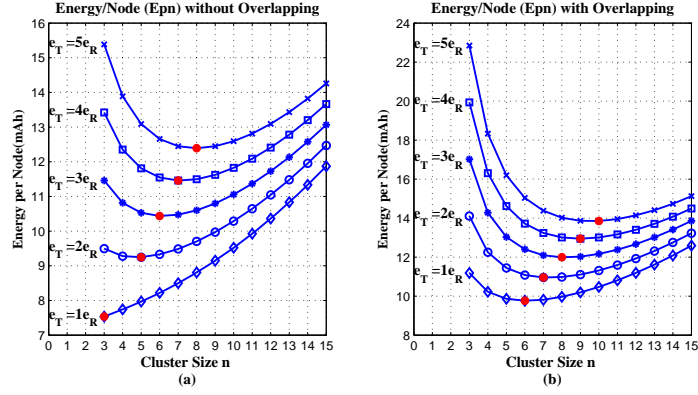 Energy/Node (Epn) without Overlapping
Energy per Node(mAh)
16
15
14
13
12
11
10
9
8
7
e_T =5e_R
e_T =4e_R
e_T =3e_R
e_T =2e_R
e_T =1e_R
0 1 2 3 4 5 6 7 8 9 10 11 12 13 14 15
Cluster Size n
(a)
Energy/Node (Epn) with Overlapping
Energy per Node(mAh)
24
22
20
18
16
14
12
10
8
e_T =5e_R
e_T =4e_R
e_T =3e_R
e_T =2e_R
e_T =1e_R
0 1 2 3 4 5 6 7 8 9 10 11 12 13 14 15
Cluster Size n
(b)